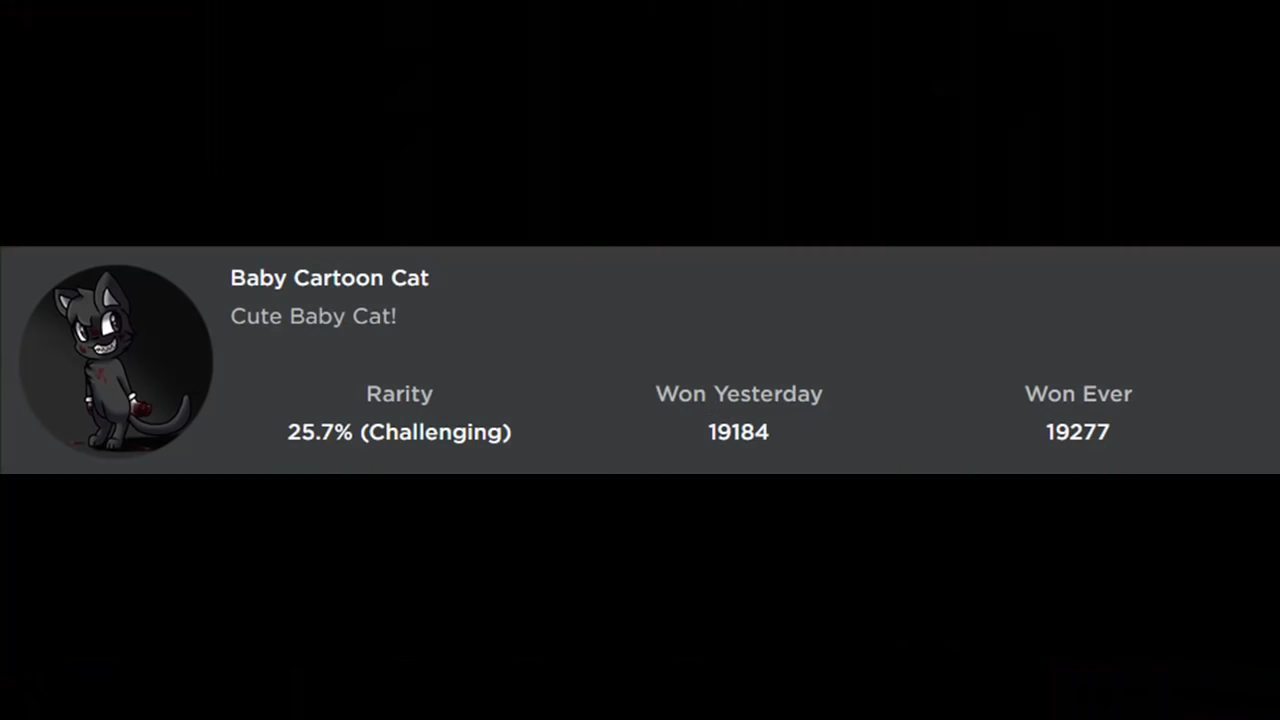 Baby Cartoon Cat
Cute Baby Cat!
Rarity Won Yesterday Won Ever
25.7% (Challenging) 19184 19277